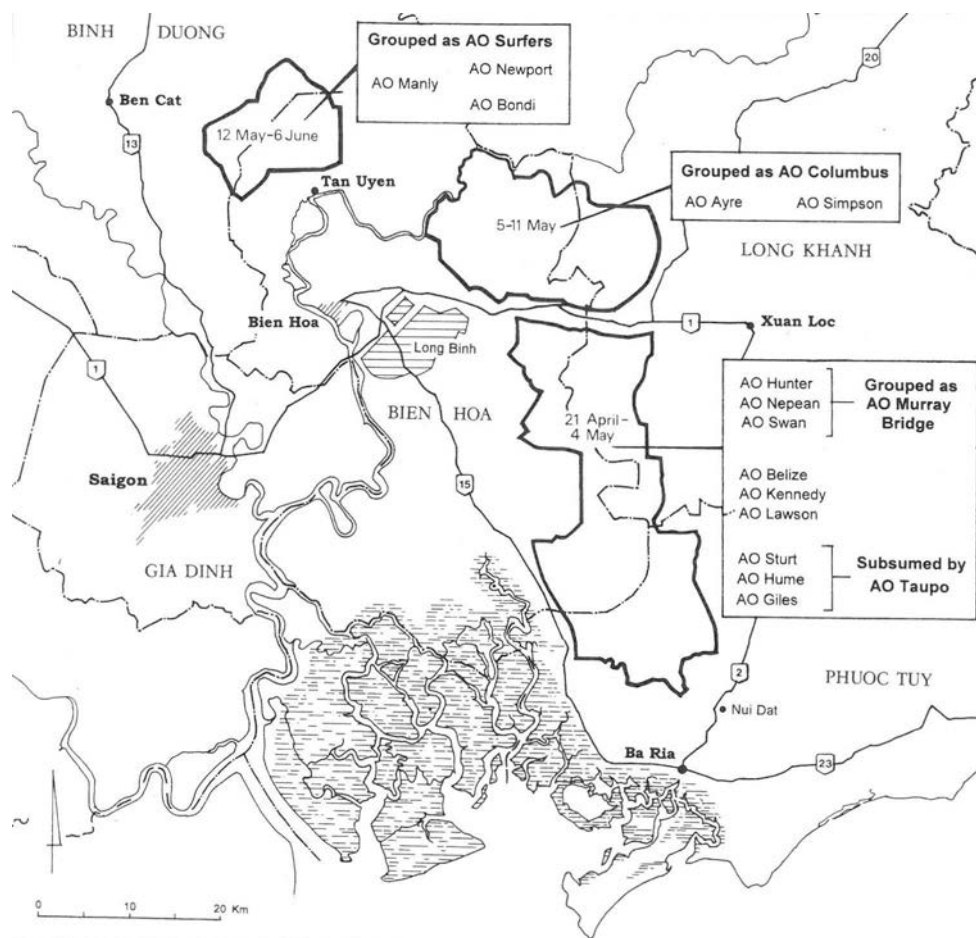 BINH DUONG
Ben Cat
13
12 May–6 June
Grouped as AO Surfers
AO Manly
AO Newport
AO Bondi
20
Tan Uyen
Grouped as AO Columbus
AO Ayre AO Simpson
5–11 May
LONG KHANH
Bien Hoa
Long Binh
1
Xuan Loc
1
BIEN HOA
21 April–
4 May
AO Hunter
AO Nepean
AO Swan
Grouped as
AO Murray
Bridge
AO Belize
AO Kennedy
AO Lawson
AO Sturt
AO Hume
AO Giles
Subsumed by
AO Taupo
Saigon
15
GIA DINH
2
PHUOC TUY
Nui Dat
Ba Ria
23
0 10 20 Km